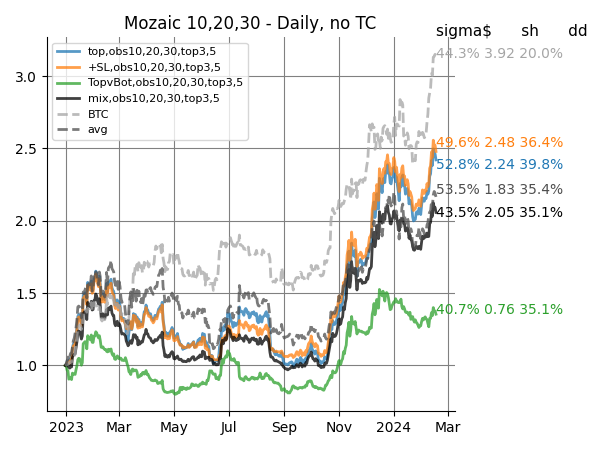 Mozaic 10,20,30 - Daily, no TC
sigma$ sh dd
top,obs10,20,30,top3,5
+SL,obs10,20,30,top3,5
TopvBot,obs10,20,30,top3,5
mix,obs10,20,30,top3,5
BTC
avg
44.3% 3.92 20.0%
49.6% 2.48 36.4%
52.8% 2.24 39.8%
53.5% 1.83 35.4%
43.5% 2.05 35.1%
40.7% 0.76 35.1%
3.0
2.5
2.0
1.5
1.0
2023 Mar May Jul Sep Nov 2024 Mar